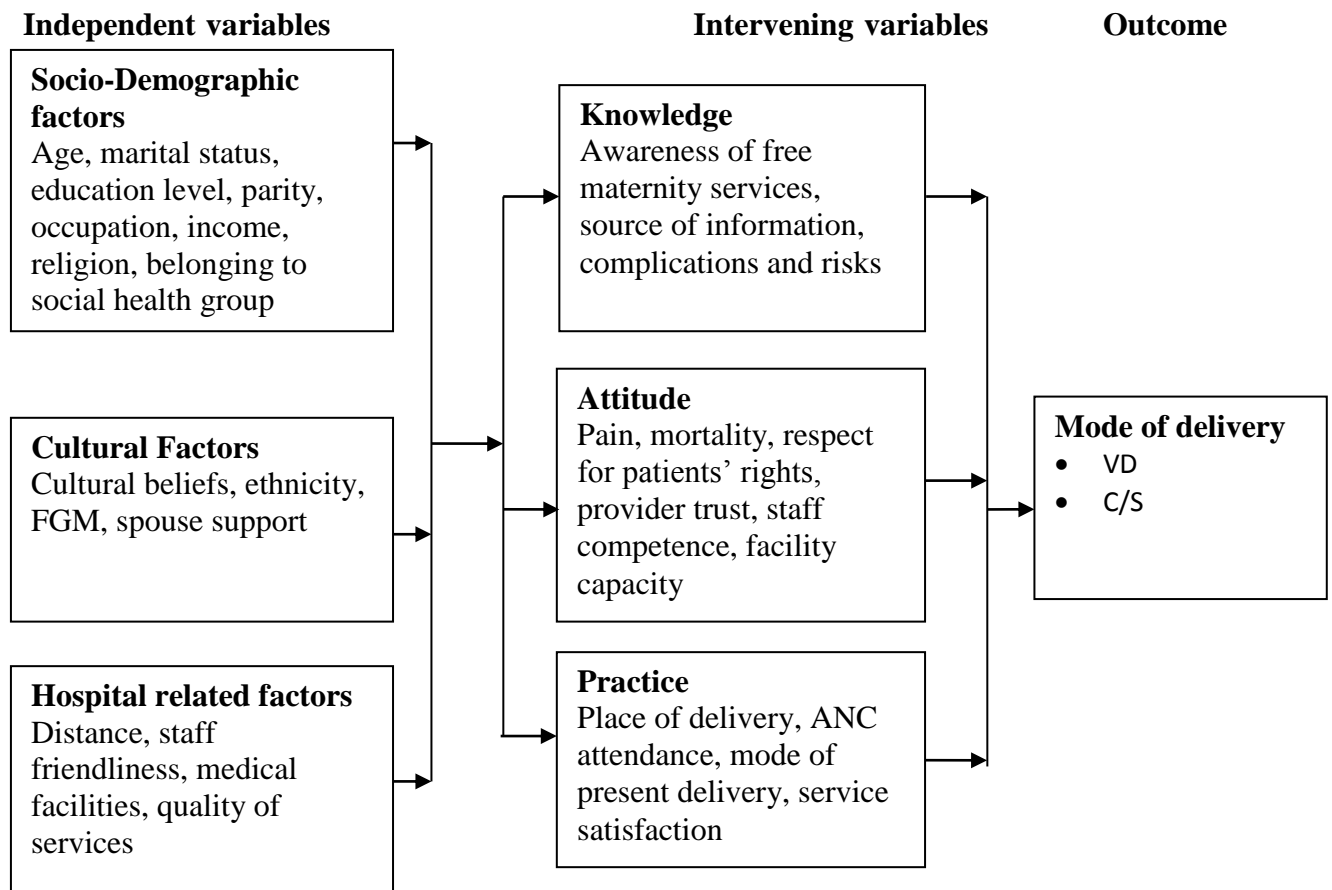 Independent variables
Intervening variables
Outcome
Socio-Demographic
factors
Age, marital status,
education level, parity,
occupation, income,
religion, belonging to
social health group
Cultural Factors
Cultural beliefs, ethnicity,
FGM, spouse support
Hospital related factors
Distance, staff
friendliness, medical
facilities, quality of
services
Knowledge
Awareness of free
maternity services,
source of information,
complications and risks
Attitude
Pain, mortality, respect
for patients’ rights,
provider trust, staff
competence, facility
capacity
Practice
Place of delivery, ANC
attendance, mode of
present delivery, service
satisfaction
Mode of delivery
• VD
• C/S